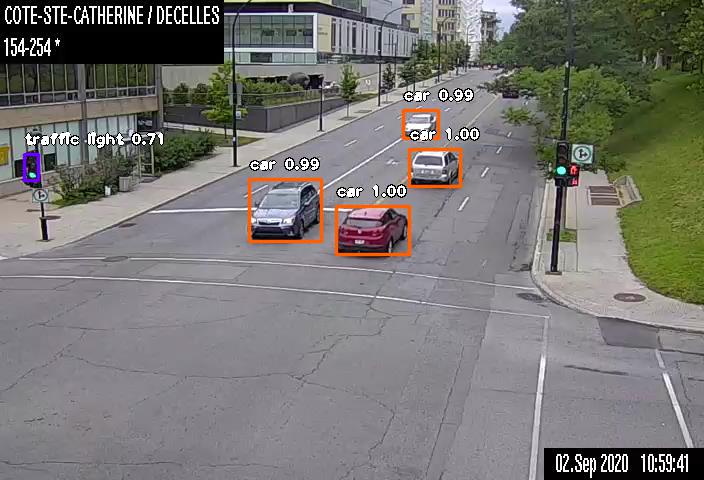 COTE-STE-CATHERINE / DECELLES
154-254 *
car 0.99
car 1.00
traffic light 0.71
car 0.99
car 1.00
02.Sep 2020 10:59:41